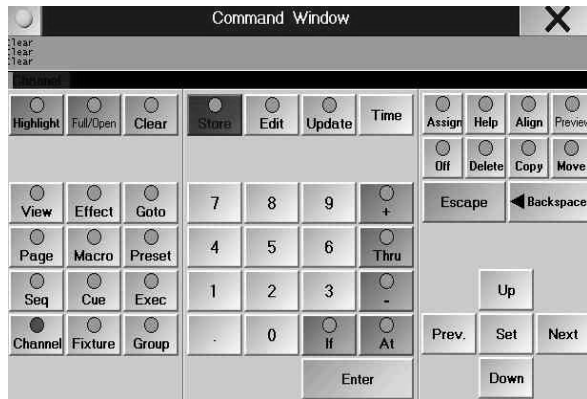 Command Window
Clear
Clear
Clear
Channel
Highlight Full/Open Clear Store Edit Update Time Assign Help Align Preview
Off Delete Copy Move
View Effect Goto 7 8 9 + Escape Backspace
Page Macro Preset 4 5 6 Thru
Seq Cue Exec 1 2 3 - Up
Channel Fixture Group . 0 If At Prev. Set Next
Enter Down